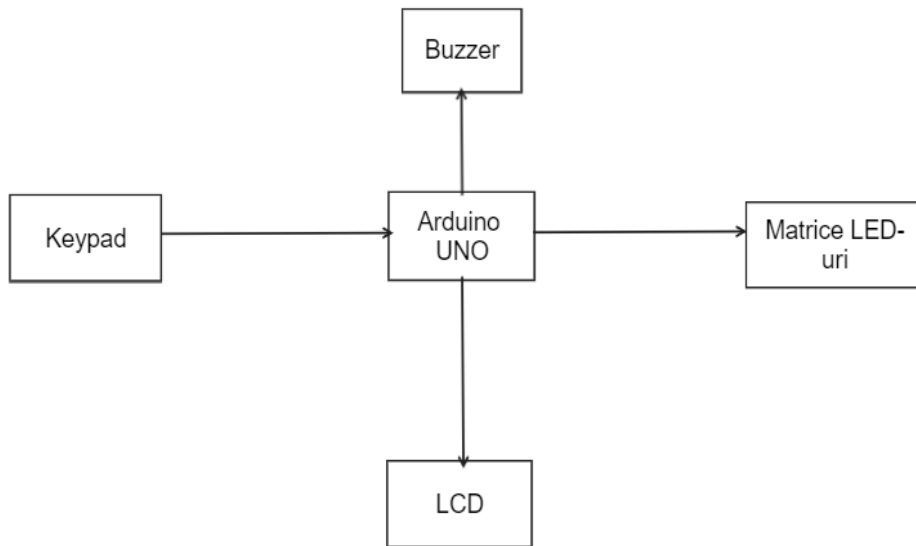 Buzzer
Keypad
Arduino
UNO
Matrice LED-
uri
LCD